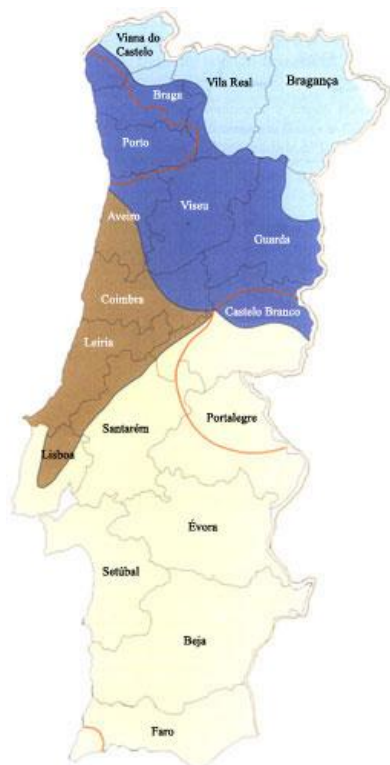 Viana do
Castelo
Vila Real
Bragança
Braga
Porto
Aveiro
Viseu
Guarda
Coimbra
Castelo Branco
Leiria
Santarém
Portalegre
Lisboa
Évora
Setúbal
Beja
Faro